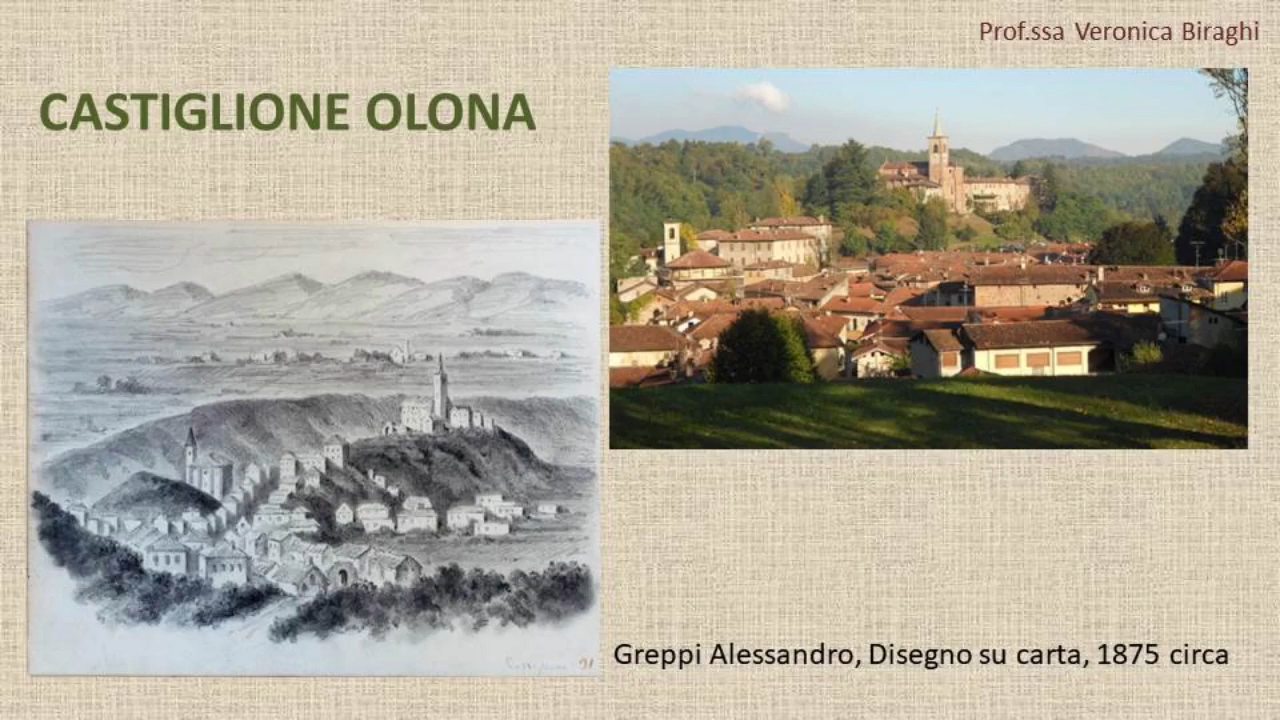 Prof.ssa Veronica Biraghi
CASTIGLIONE OLONA
Greppi Alessandro, Disegno su carta, 1875 circa